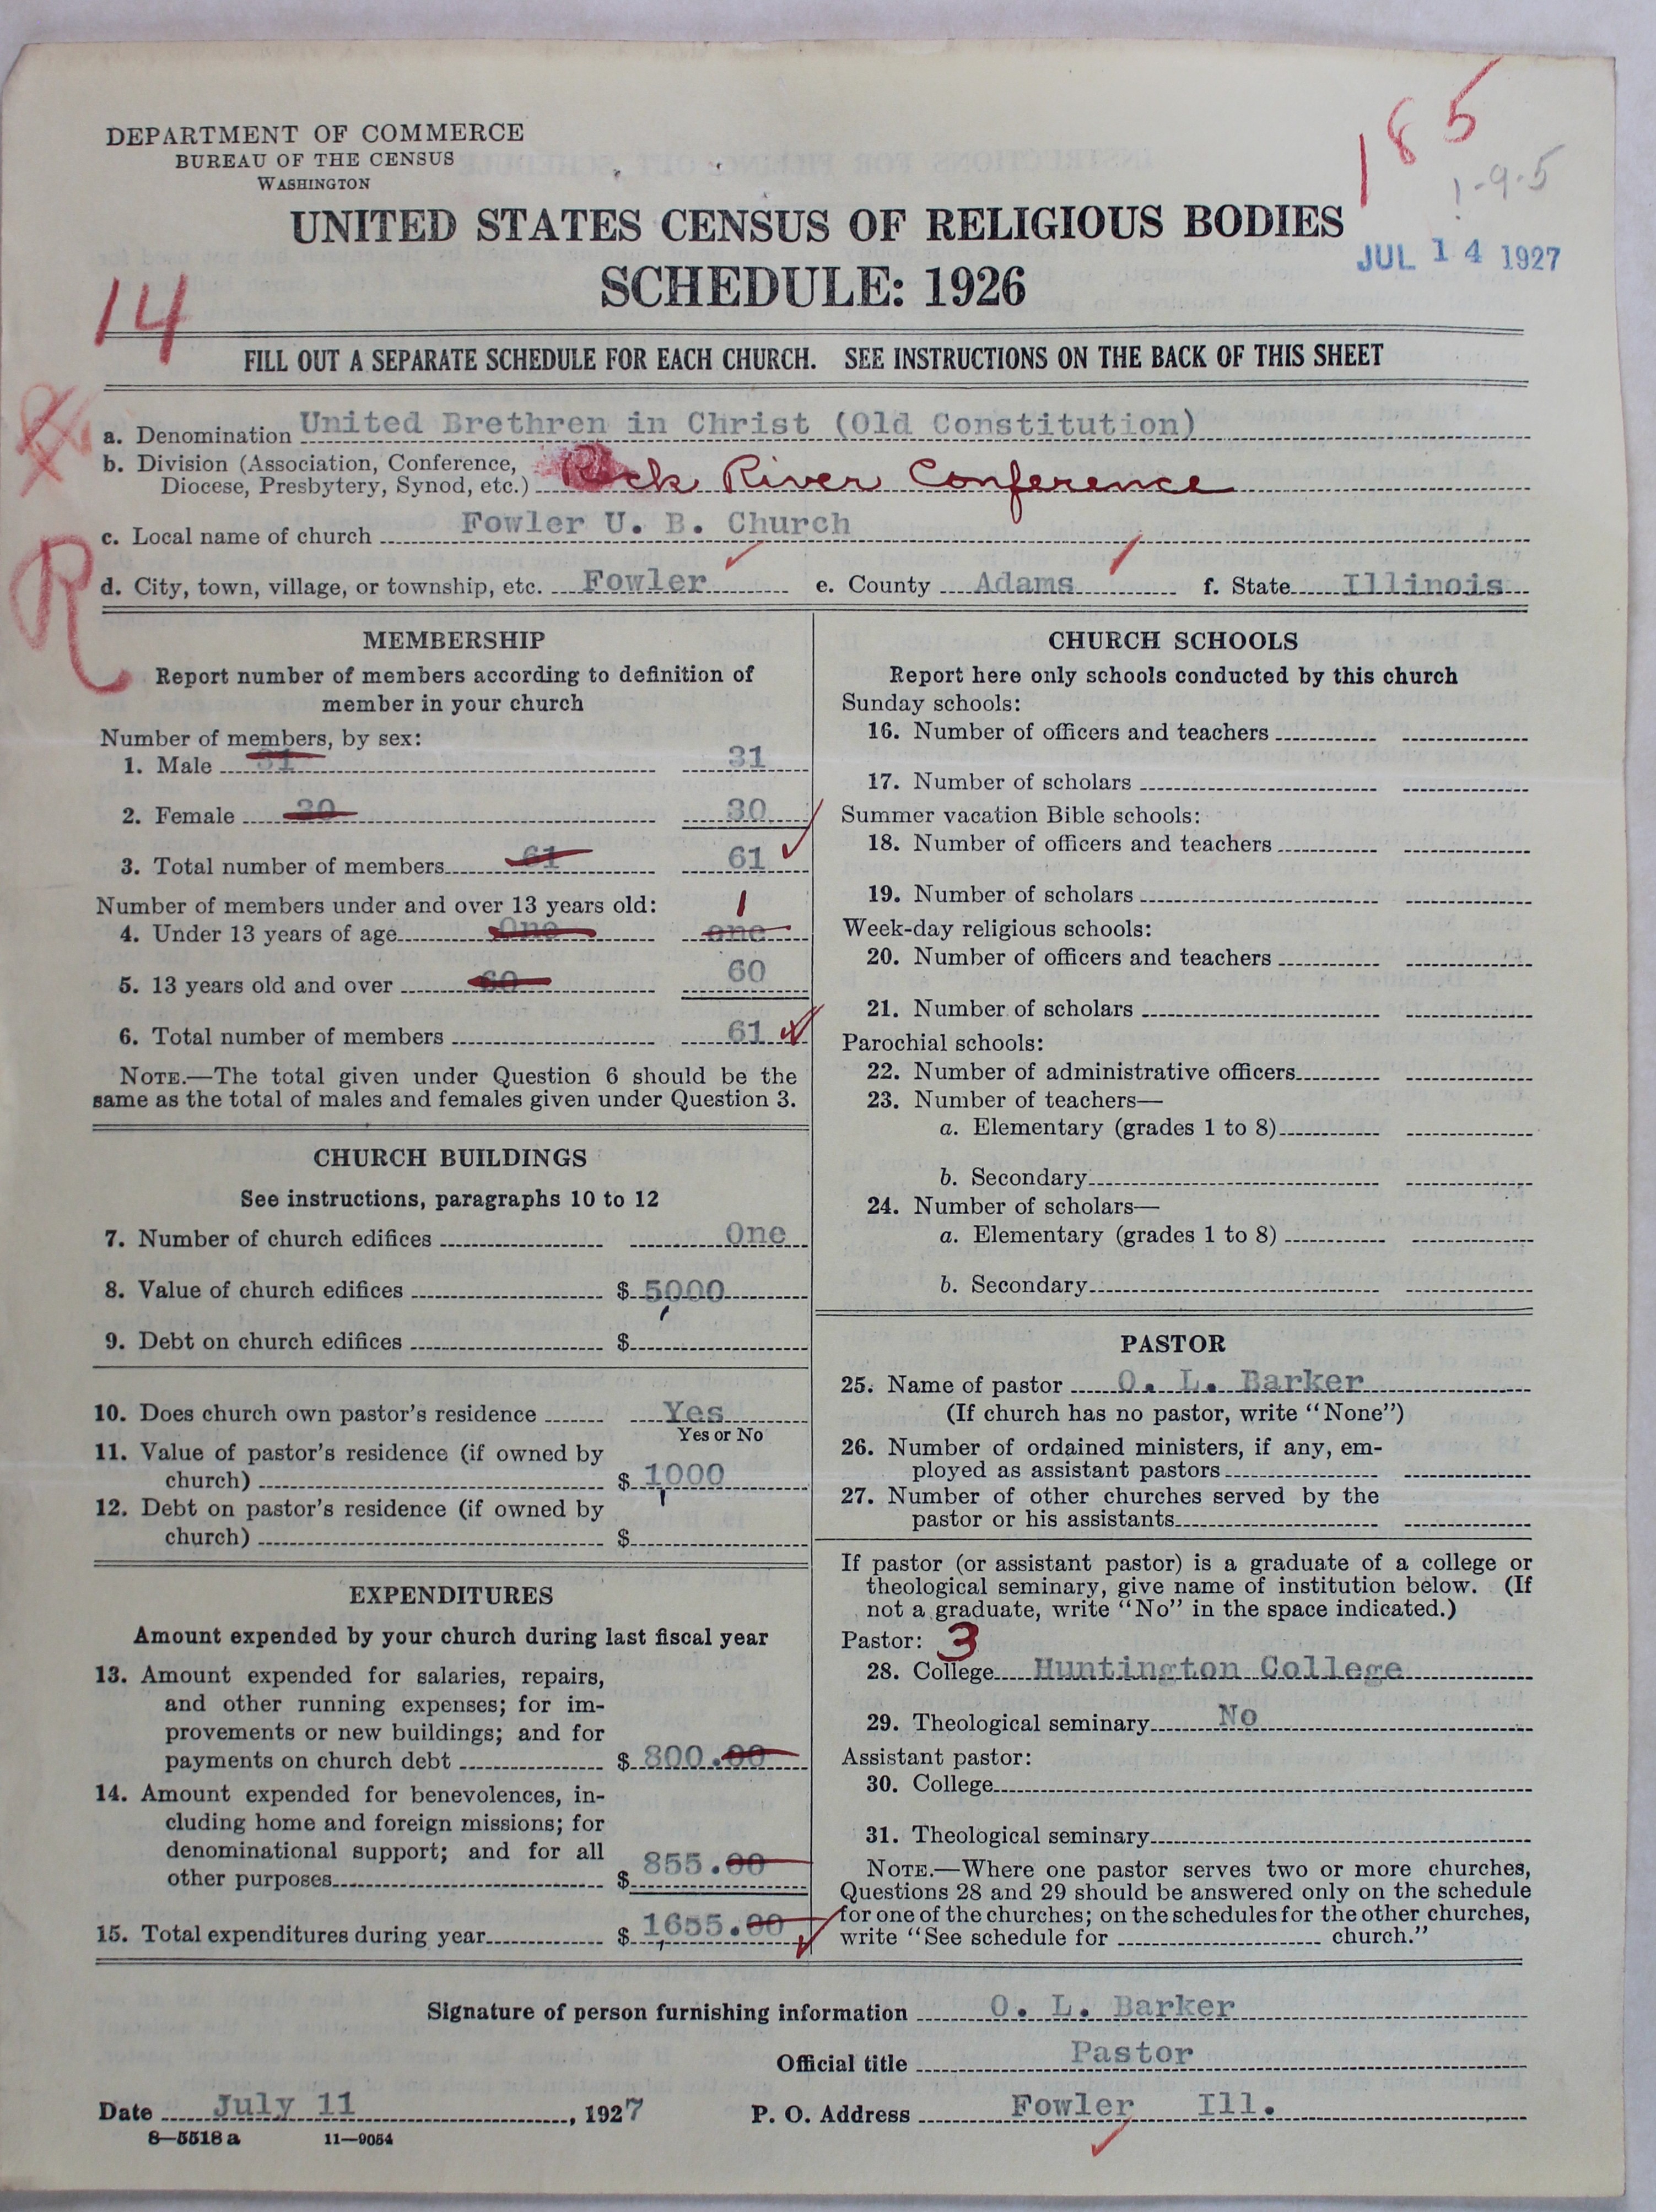 185
1-9-5
DEPARTMENT OF COMMERCE
BUREAU OF THE CENSUS
WASHINGTON
UNITED STATES CENSUS OF RELIGIOUS BODIES
JUL 14 1927
SCHEDULE: 1926
14
FILL OUT A SEPARATE SCHEDULE FOR EACH CHURCH. SEE INSTRUCTIONS ON THE BACK OF THIS SHEET
a. Denomination United Brethren in Christ (Old Constitution)
b. Division (Association, Conference,
Diocese, Presbytery, Synod, etc.) Rock River Conference
c. Local name of church Fowler U. B. Church
R
d. City, town, village, or township, etc. Fowler e. County Adams f. State Illinois
MEMBERSHIP
Report number of members according to definition of
member in your church
Number of members, by sex:
1. Male 31 31
2. Female 30 30
3. Total number of members 61 61
Number of members under and over 13 years old: 1
4. Under 13 years of age One one
5. 13 years old and over 60 60
6. Total number of members 61
NOTE.—The total given under Question 6 should be the
same as the total of males and females given under Question 3.
CHURCH BUILDINGS
See instructions, paragraphs 10 to 12
7. Number of church edifices One
8. Value of church edifices $ 5000
9. Debt on church edifices $
10. Does church own pastor's residence Yes
Yes or No
11. Value of pastor's residence (if owned by
church) $ 1000
12. Debt on pastor's residence (if owned by
church) $
EXPENDITURES
Amount expended by your church during last fiscal year
13. Amount expended for salaries, repairs,
and other running expenses; for im-
provements or new buildings; and for
payments on church debt $ 800.00
14. Amount expended for benevolences, in-
cluding home and foreign missions; for
denominational support; and for all
other purposes $ 855.00
15. Total expenditures during year $ 1655.00
CHURCH SCHOOLS
Report here only schools conducted by this church
Sunday schools:
16. Number of officers and teachers
17. Number of scholars
Summer vacation Bible schools:
18. Number of officers and teachers
19. Number of scholars
Week-day religious schools:
20. Number of officers and teachers
21. Number of scholars
Parochial schools:
22. Number of administrative officers
23. Number of teachers—
a. Elementary (grades 1 to 8)
b. Secondary
24. Number of scholars—
a. Elementary (grades 1 to 8)
b. Secondary
PASTOR
25. Name of pastor O. L. Barker
(If church has no pastor, write "None")
26. Number of ordained ministers, if any, em-
ployed as assistant pastors
27. Number of other churches served by the
pastor or his assistants
If pastor (or assistant pastor) is a graduate of a college or
theological seminary, give name of institution below. (If
not a graduate, write "No" in the space indicated.)
Pastor: 3
28. College Huntington College
29. Theological seminary No
Assistant pastor:
30. College
31. Theological seminary
NOTE.—Where one pastor serves two or more churches,
Questions 28 and 29 should be answered only on the schedule
for one of the churches; on the schedules for the other churches,
write "See schedule for church."
Signature of person furnishing information O. L. Barker
Official title Pastor
Date July 11, 1927 P. O. Address Fowler Ill.
8—5518 a 11—9054